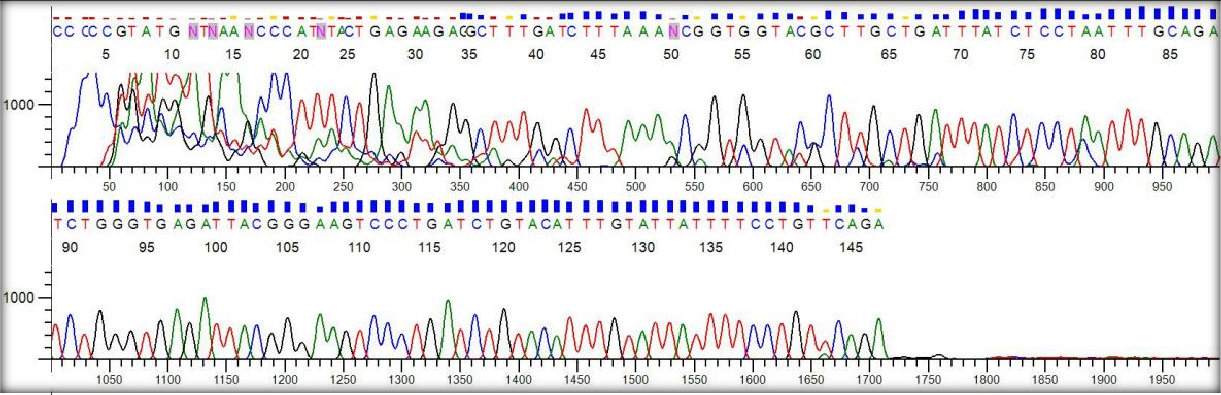 CCCCCGTATGNTNAANCCCATNTACTGAGAAGAGGCTTTGATCTTTAAANCGGTGGTACGCTTGCTGATTTATCTCCTAATTTGCAGA
5 10 15 20 25 30 35 40 45 50 55 60 65 70 75 80 85
1000
50 100 150 200 250 300 350 400 450 500 550 600 650 700 750 800 850 900 950
TCTGGGTGAGATTACGGGAAGTCCCTGATCTGTACATTTGTATTATTTTCCTGTTCAGA
90 95 100 105 110 115 120 125 130 135 140 145
1000
1050 1100 1150 1200 1250 1300 1350 1400 1450 1500 1550 1600 1650 1700 1750 1800 1850 1900 1950